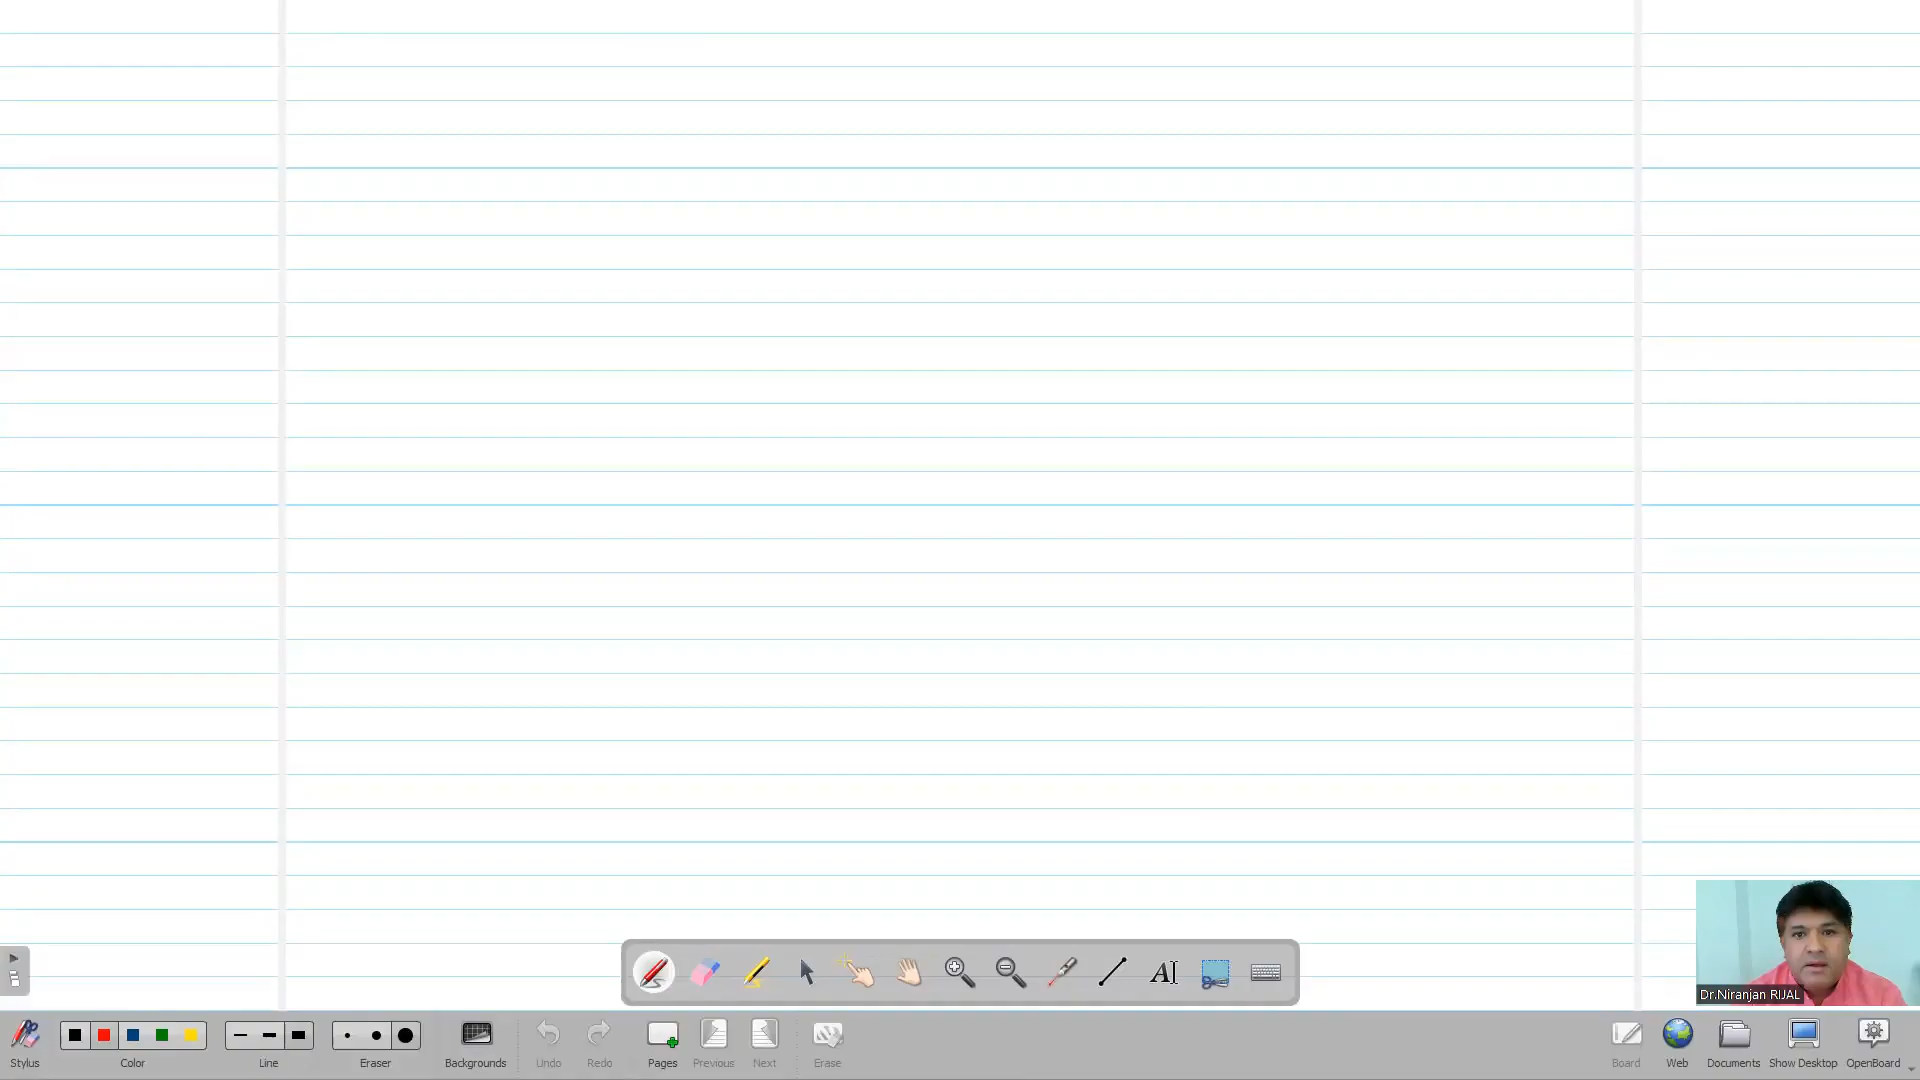 Dr.Niranjan RIJAL
Stylus
Color
Line
Eraser
Backgrounds
Undo
Redo
Pages
Previous
Next
Erase
Board
Web
Documents
Show Desktop
OpenBoard